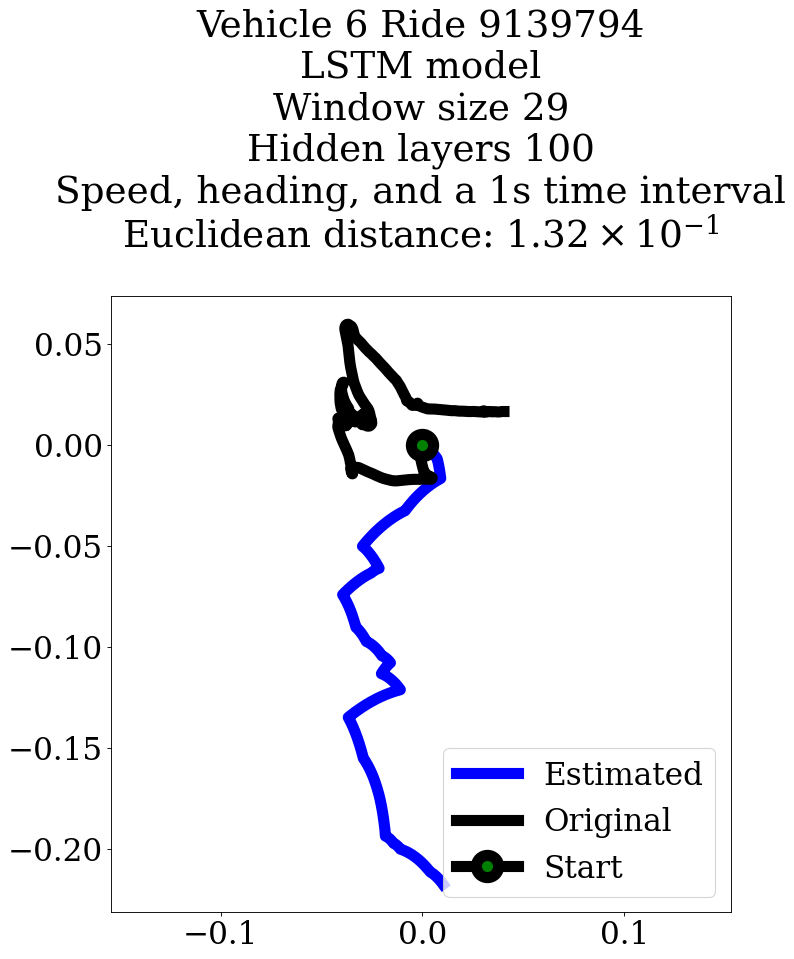 Vehicle 6 Ride 9139794
LSTM model
Window size 29
Hidden layers 100
Speed, heading, and a 1s time interval
Euclidean distance: 1.32 × 10⁻¹
0.05
0.00
−0.05
−0.10
−0.15
−0.20
Estimated
Original
Start
−0.1
0.0
0.1